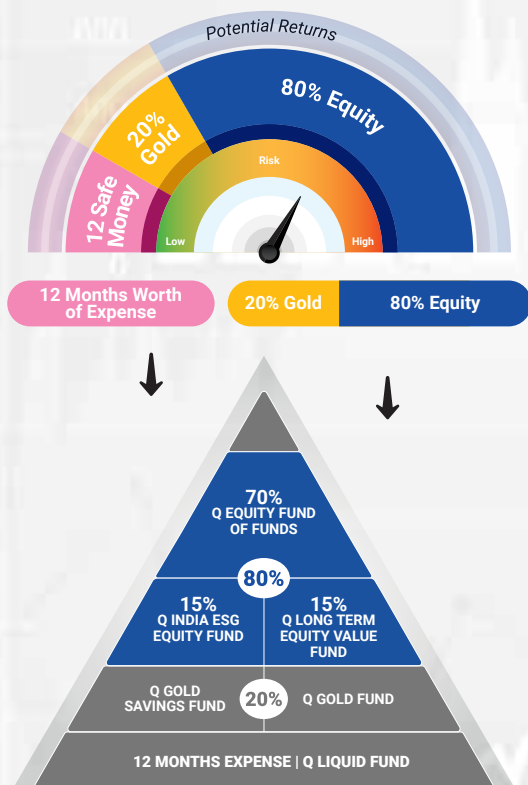 Potential Returns
80% Equity
20%
Gold
12 Safe
Money
Risk
Low
High
12 Months Worth
of Expense
20% Gold
80% Equity
70%
Q EQUITY FUND
OF FUNDS
80%
15%
Q INDIA ESG
EQUITY FUND
15%
Q LONG TERM
EQUITY VALUE
FUND
Q GOLD
SAVINGS FUND
20%
Q GOLD FUND
12 MONTHS EXPENSE | Q LIQUID FUND